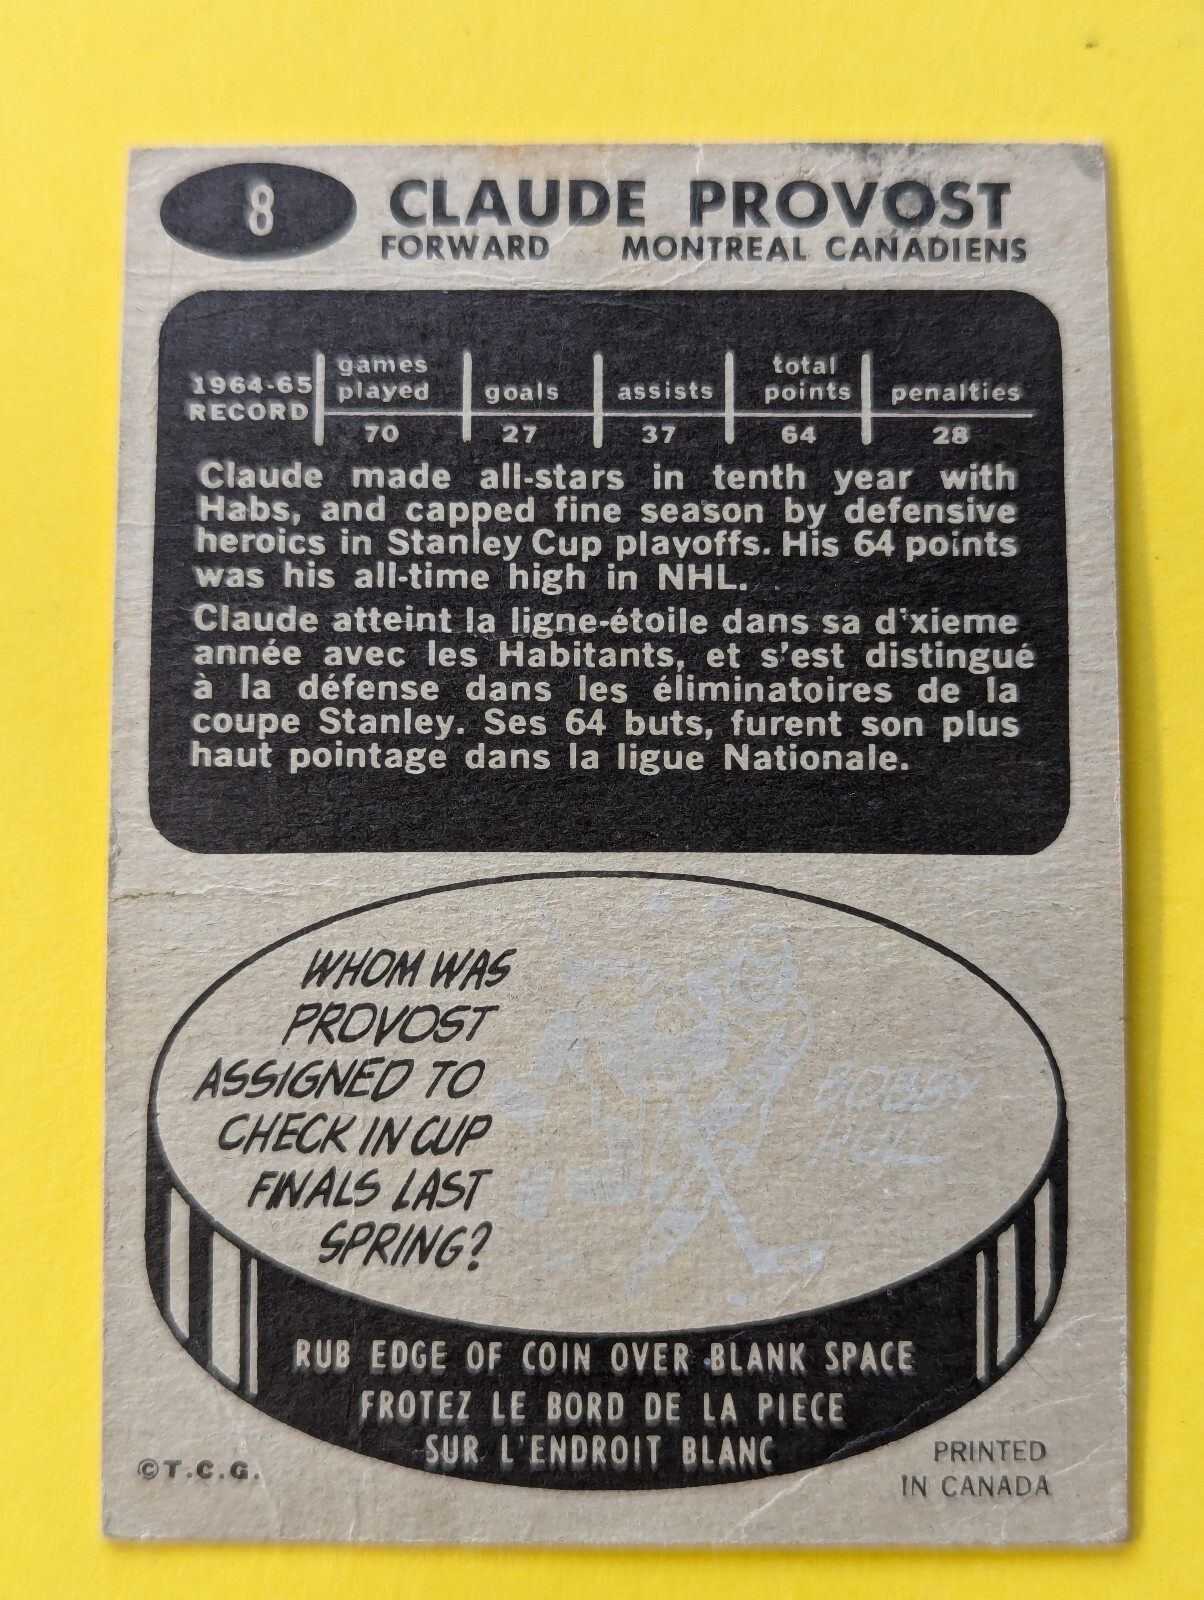 8
CLAUDE PROVOST
FORWARD MONTREAL CANADIENS
1964-65 RECORD games played goals assists total points penalties
70 27 37 64 28
Claude made all-stars in tenth year with
Habs, and capped fine season by defensive
heroics in Stanley Cup playoffs. His 64 points
was his all-time high in NHL.
Claude atteint la ligne-étoile dans sa d'xieme
année avec les Habitants, et s'est distingué
à la défense dans les éliminatoires de la
coupe Stanley. Ses 64 buts, furent son plus
haut pointage dans la ligue Nationale.
WHOM WAS
PROVOST
ASSIGNED TO
CHECK IN CUP
FINALS LAST
SPRING?
BOBBY
HULL
RUB EDGE OF COIN OVER BLANK SPACE
FROTEZ LE BORD DE LA PIECE
SUR L'ENDROIT BLANC
©T.C.G.
PRINTED
IN CANADA